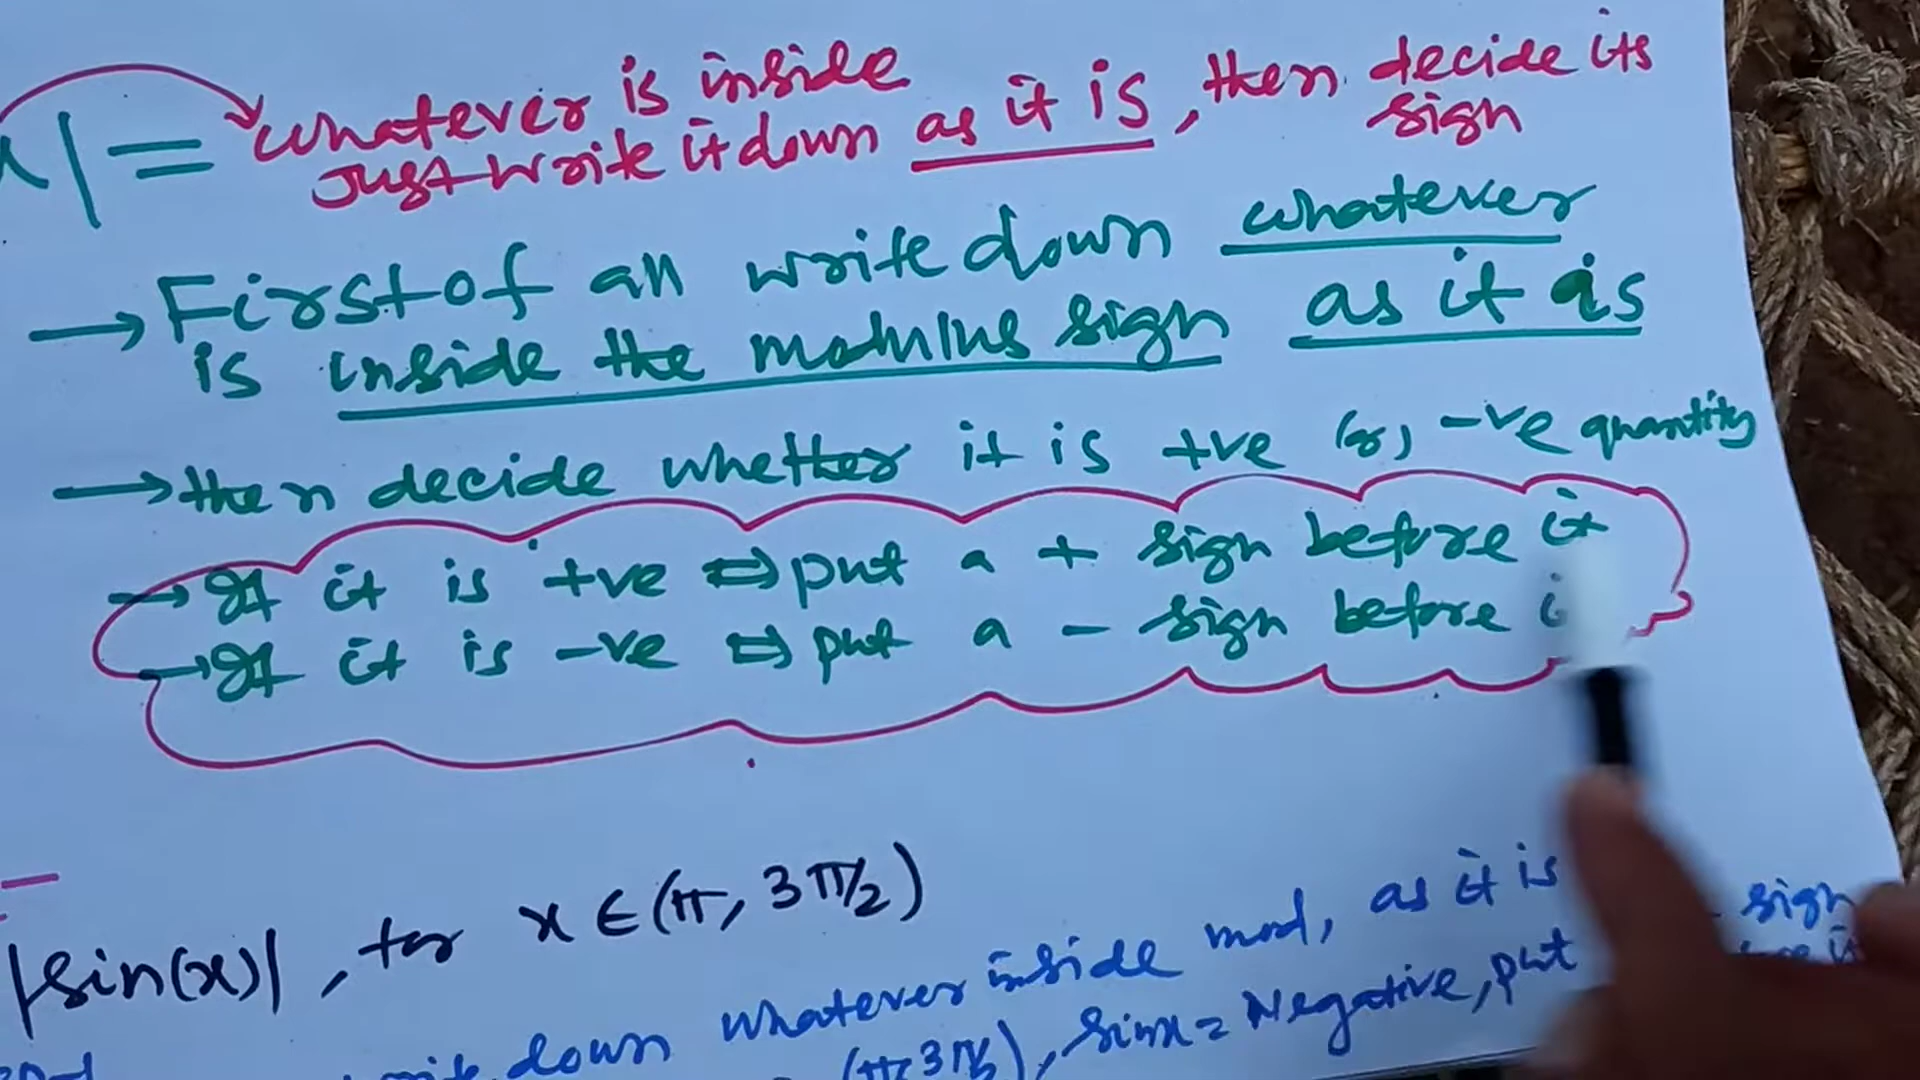 x| = whatever is inside
just write it down as it is, then decide its sign
→ First of all write down whatever
is inside the modulus sign as it is
→ then decide whether it is +ve (or) -ve quantity
→ If it is +ve ⇔ put a + sign before it
→ If it is -ve ⇔ put a - sign before i
|sin(x)|, for x ∈ (π, 3π/2)
write down whatever inside mod, as it is
(π, 3π/2), sinx = Negative, put - sign